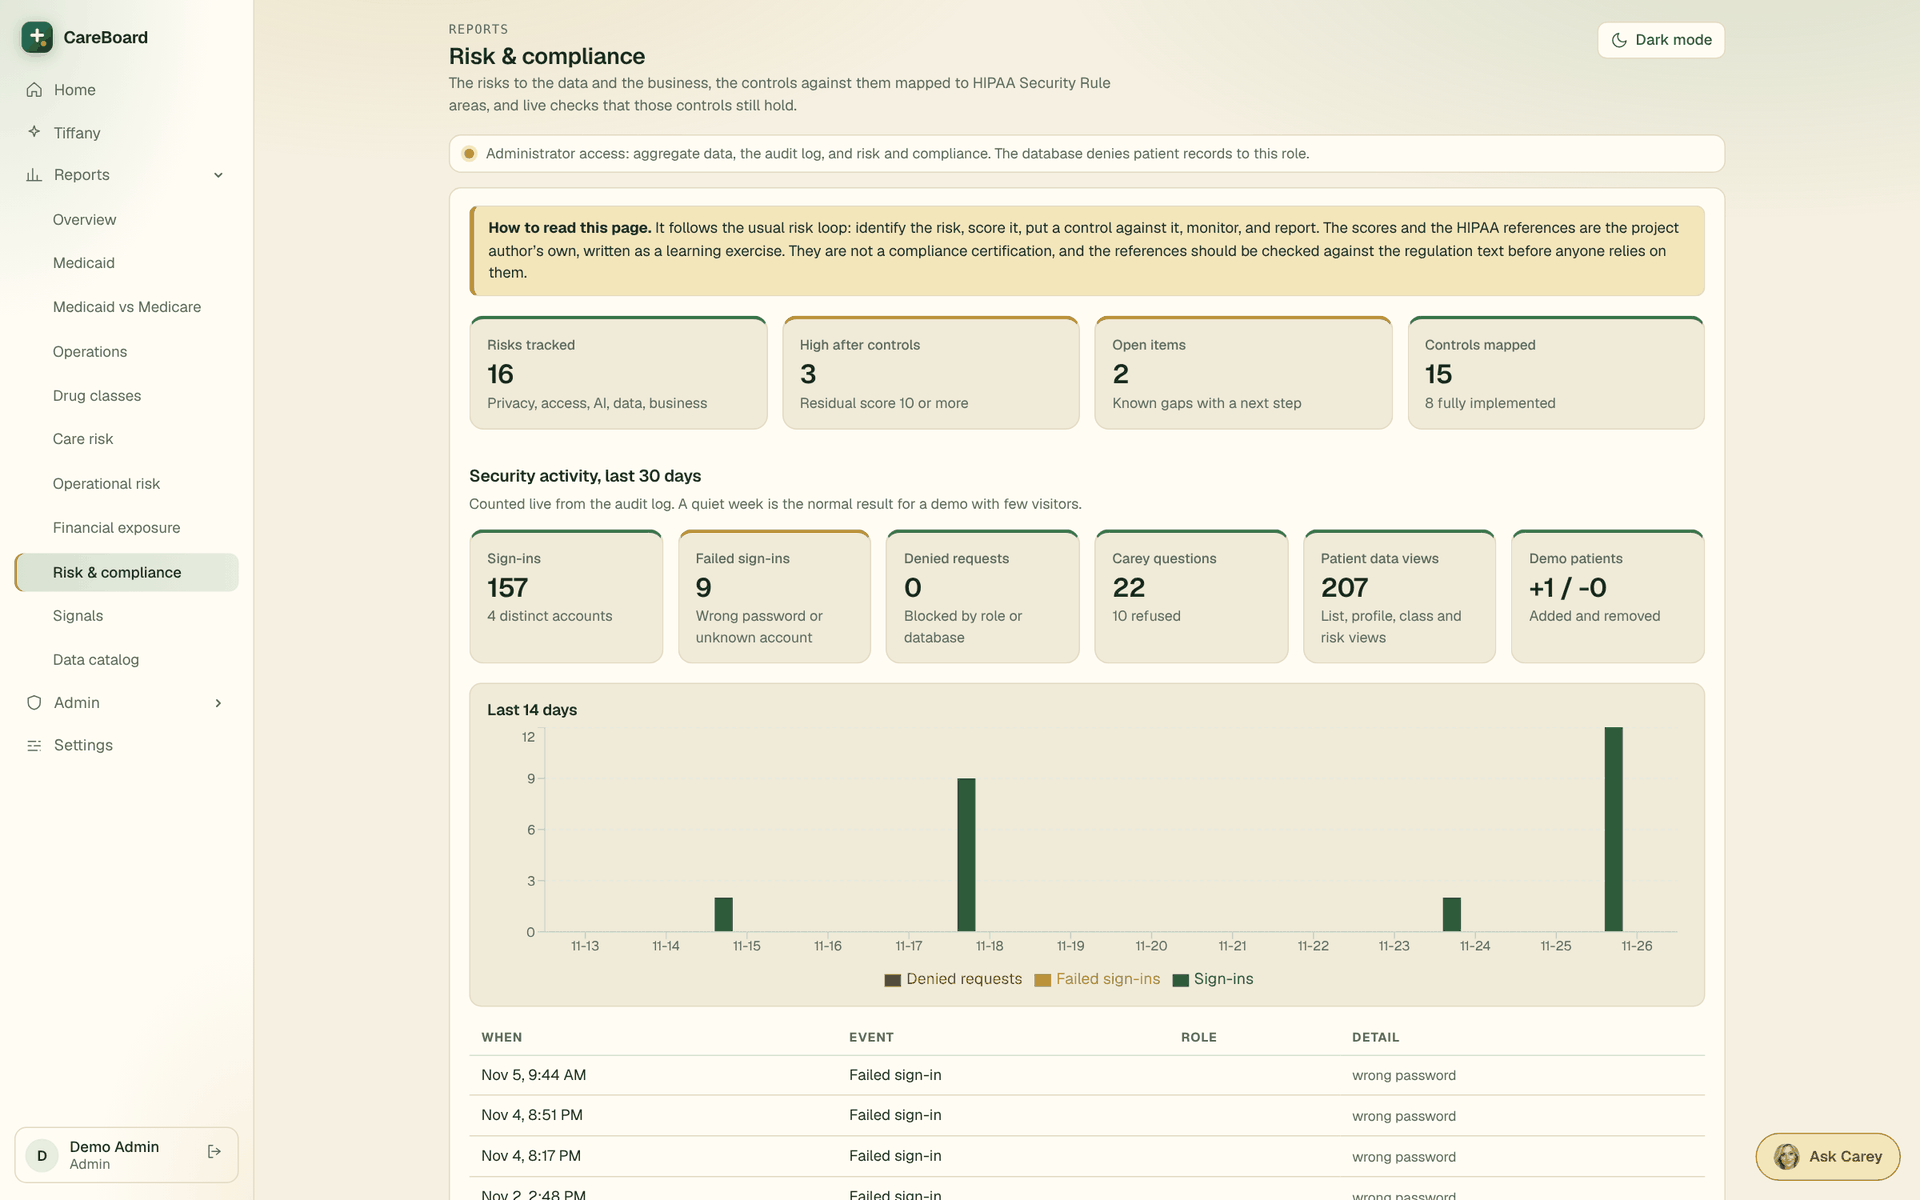 CareBoard
Home
Tiffany
Reports
Overview
Medicaid
Medicaid vs Medicare
Operations
Drug classes
Care risk
Operational risk
Financial exposure
Risk & compliance
Signals
Data catalog
Admin
Settings
D
Demo Admin
Admin
REPORTS
Risk & compliance
The risks to the data and the business, the controls against them mapped to HIPAA Security Rule
areas, and live checks that those controls still hold.
Dark mode
Administrator access: aggregate data, the audit log, and risk and compliance. The database denies patient records to this role.
How to read this page. It follows the usual risk loop: identify the risk, score it, put a control against it, monitor, and report. The scores and the HIPAA references are the project
author's own, written as a learning exercise. They are not a compliance certification, and the references should be checked against the regulation text before anyone relies on
them.
Risks tracked
16
Privacy, access, AI, data, business
High after controls
3
Residual score 10 or more
Open items
2
Known gaps with a next step
Controls mapped
15
8 fully implemented
Security activity, last 30 days
Counted live from the audit log. A quiet week is the normal result for a demo with few visitors.
Sign-ins
157
4 distinct accounts
Failed sign-ins
9
Wrong password or
unknown account
Denied requests
0
Blocked by role or
database
Carey questions
22
10 refused
Patient data views
207
List, profile, class and
risk views
Demo patients
+1 / -0
Added and removed
Last 14 days
12
9
6
3
0
11-13 11-14 11-15 11-16 11-17 11-18 11-19 11-20 11-21 11-22 11-23 11-24 11-25 11-26
Denied requests Failed sign-ins Sign-ins
WHEN EVENT ROLE DETAIL
Nov 5, 9:44 AM Failed sign-in wrong password
Nov 4, 8:51 PM Failed sign-in wrong password
Nov 4, 8:17 PM Failed sign-in wrong password
Nov 2, 2:48 PM Failed sign-in wrong password
Ask Carey